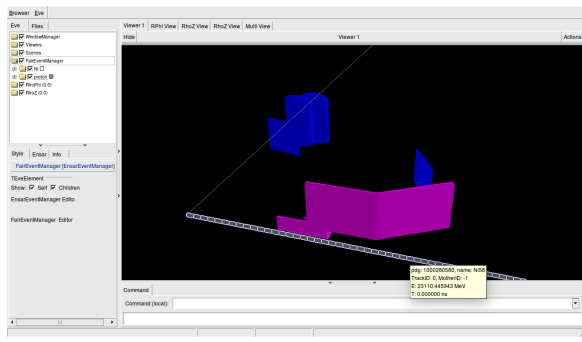 Browser Eve
Eve Files
WindowManager
Viewers
Scenes
FairEventManager
Ni
proton
RhoPhi (0,0)
RhoZ (0,0)
Style Ensar Info
FairEventManager [EnsarEventManager]
TEveElement
Show: Self Children
EnsarEventManager Edito
FairEventManager Editor
Viewer 1 RPhi View RhoZ View RhoZ View Multi View
Hide Viewer 1 Actions
pdg: 1000280580, name: Ni58
TrackID: 0, MotherID: -1
E: 23110.445943 MeV
T: 0.000000 ns
Command
Command (local):